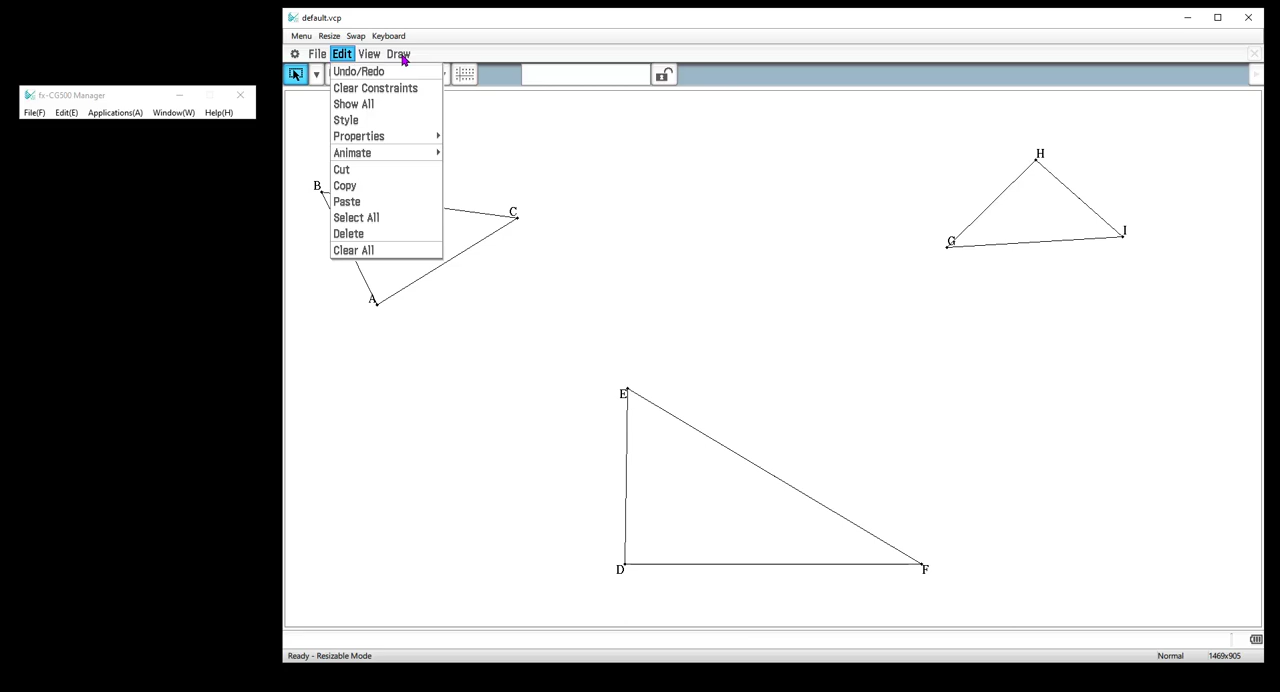 default.vcp
Menu Resize Swap Keyboard
File Edit View Draw
Undo/Redo
Clear Constraints
Show All
Style
Properties
Animate
Cut
Copy
Paste
Select All
Delete
Clear All
fx-CG500 Manager
File(F) Edit(E) Applications(A) Window(W) Help(H)
B
C
A
H
G
I
E
D
F
Ready - Resizable Mode
Normal 1469x905